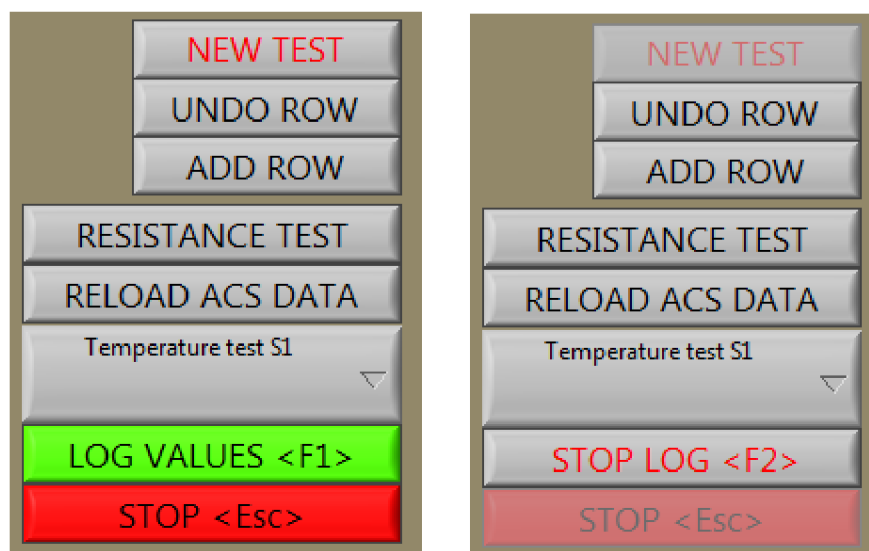 NEW TEST
UNDO ROW
ADD ROW
RESISTANCE TEST
RELOAD ACS DATA
Temperature test S1
LOG VALUES <F1>
STOP <Esc>
NEW TEST
UNDO ROW
ADD ROW
RESISTANCE TEST
RELOAD ACS DATA
Temperature test S1
STOP LOG <F2>
STOP <Esc>